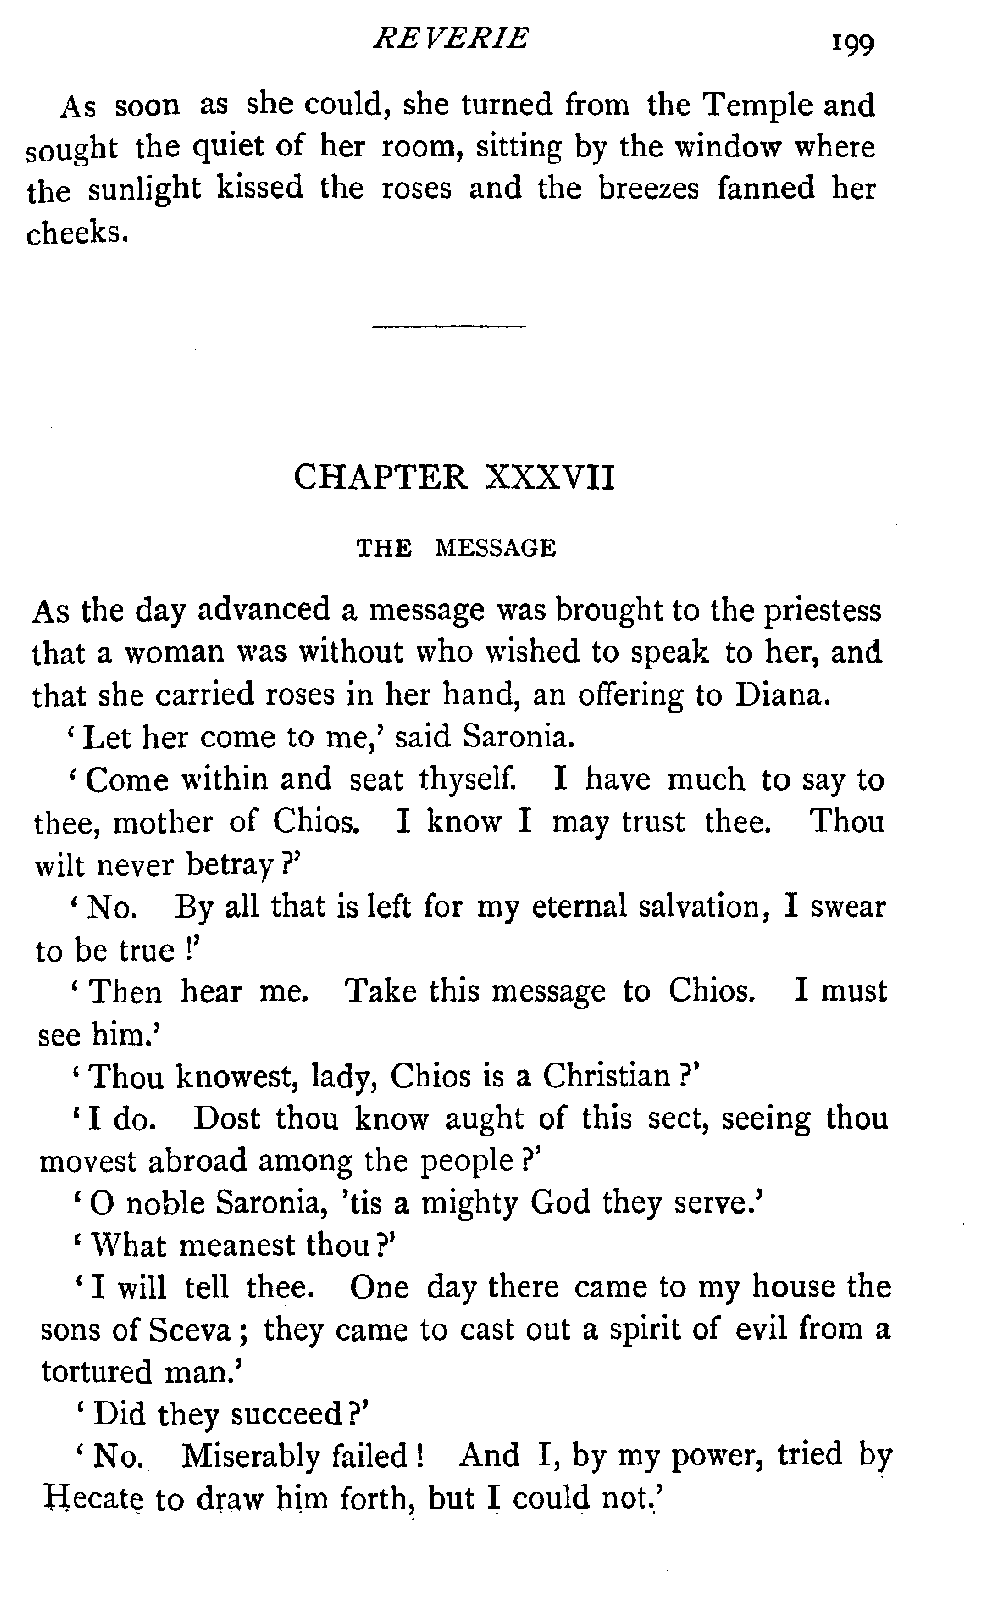 REVERIE 199
As soon as she could, she turned from the Temple and
sought the quiet of her room, sitting by the window where
the sunlight kissed the roses and the breezes fanned her
cheeks.
CHAPTER XXXVII
THE MESSAGE
As the day advanced a message was brought to the priestess
that a woman was without who wished to speak to her, and
that she carried roses in her hand, an offering to Diana.
‘Let her come to me,’ said Saronia.
‘Come within and seat thyself. I have much to say to
thee, mother of Chios. I know I may trust thee. Thou
wilt never betray?’
‘No. By all that is left for my eternal salvation, I swear
to be true!’
‘Then hear me. Take this message to Chios. I must
see him.’
‘Thou knowest, lady, Chios is a Christian?’
‘I do. Dost thou know aught of this sect, seeing thou
movest abroad among the people?’
‘O noble Saronia, ’tis a mighty God they serve.’
‘What meanest thou?’
‘I will tell thee. One day there came to my house the
sons of Sceva; they came to cast out a spirit of evil from a
tortured man.’
‘Did they succeed?’
‘No. Miserably failed! And I, by my power, tried by
Hecate to draw him forth, but I could not.’